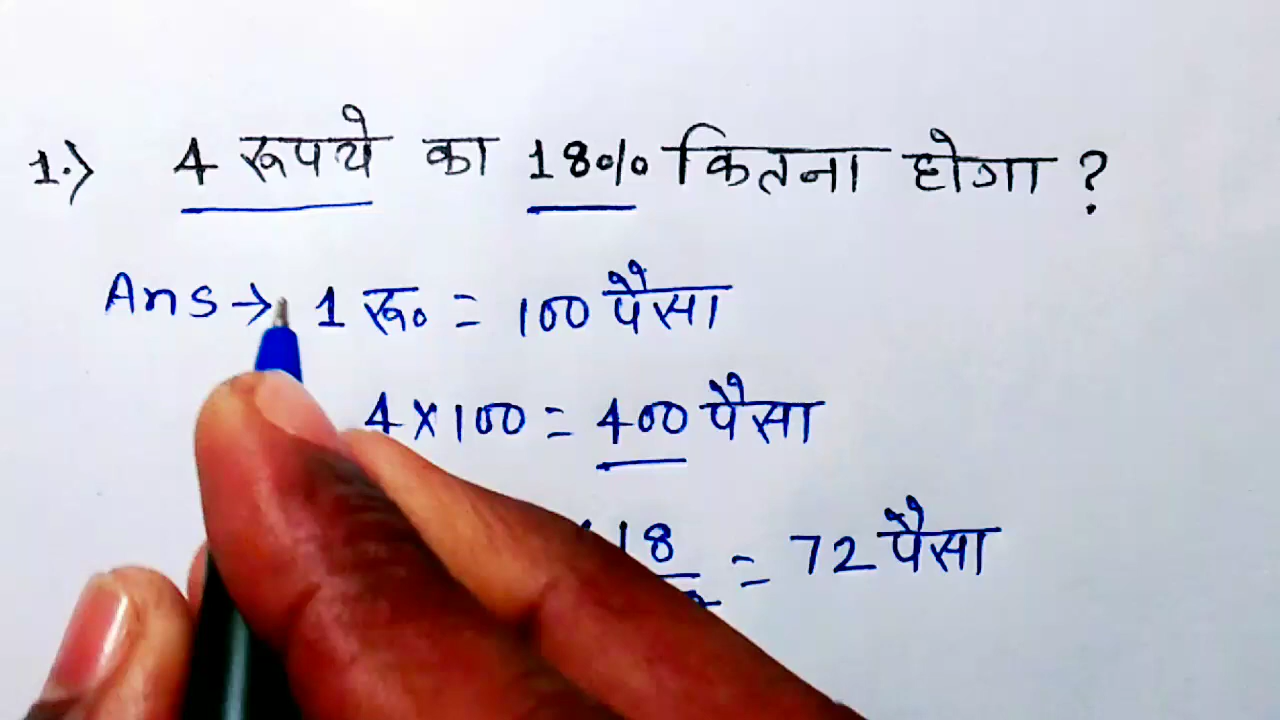 1.) 4 रूपये का 18% कितना होगा ?
Ans → 1 रू० = 100 पैसा
4 × 100 = 400 पैसा
18 = 72 पैसा